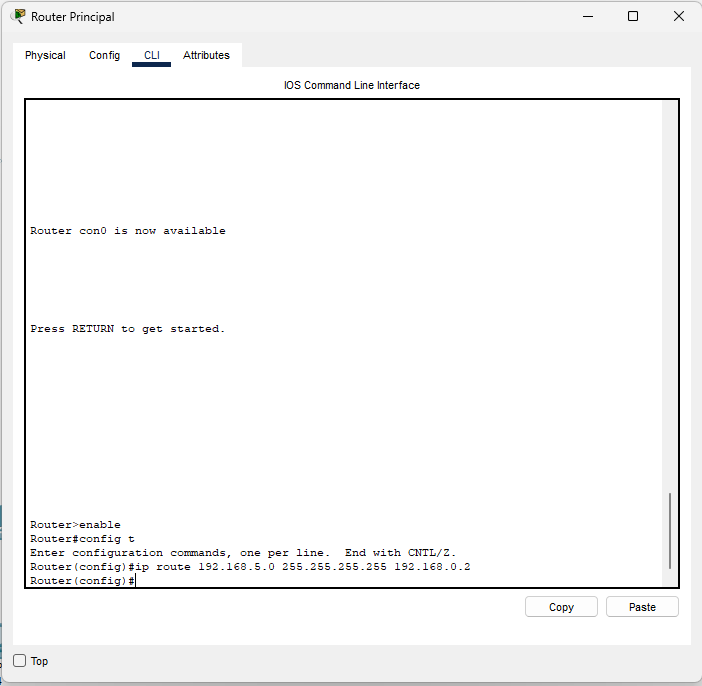 Router Principal
Physical Config CLI Attributes
IOS Command Line Interface
Router con0 is now available
Press RETURN to get started.
Router>enable
Router#config t
Enter configuration commands, one per line.  End with CNTL/Z.
Router(config)#ip route 192.168.5.0 255.255.255.255 192.168.0.2
Router(config)#
Copy Paste
Top